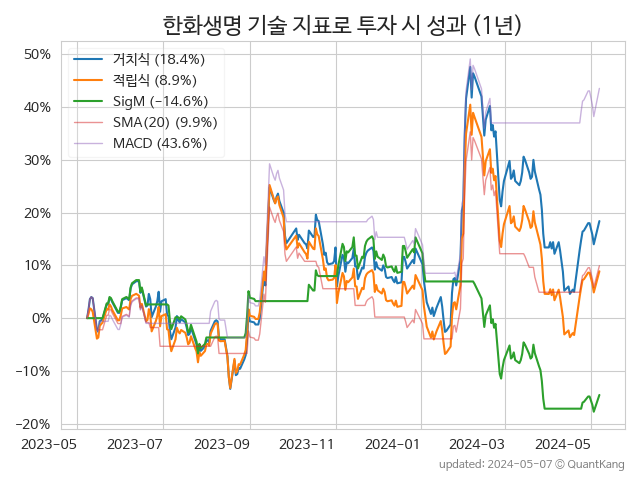 한화생명 기술 지표로 투자 시 성과 (1년)
50%
40%
30%
20%
10%
0%
−10%
−20%
거치식 (18.4%)
적립식 (8.9%)
SigM (−14.6%)
SMA(20) (9.9%)
MACD (43.6%)
2023-05
2023-07
2023-09
2023-11
2024-01
2024-03
2024-05
updated: 2024-05-07 © QuantKang